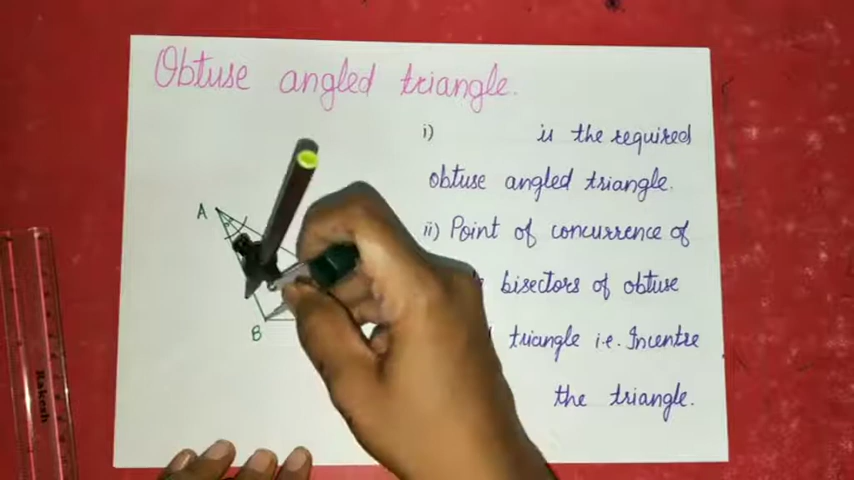 Obtuse angled triangle.
i) is the required
obtuse angled triangle.
ii) Point of concurrence of
bisectors of obtuse
triangle i.e. Incentre
the triangle.
A
B
Rakesh